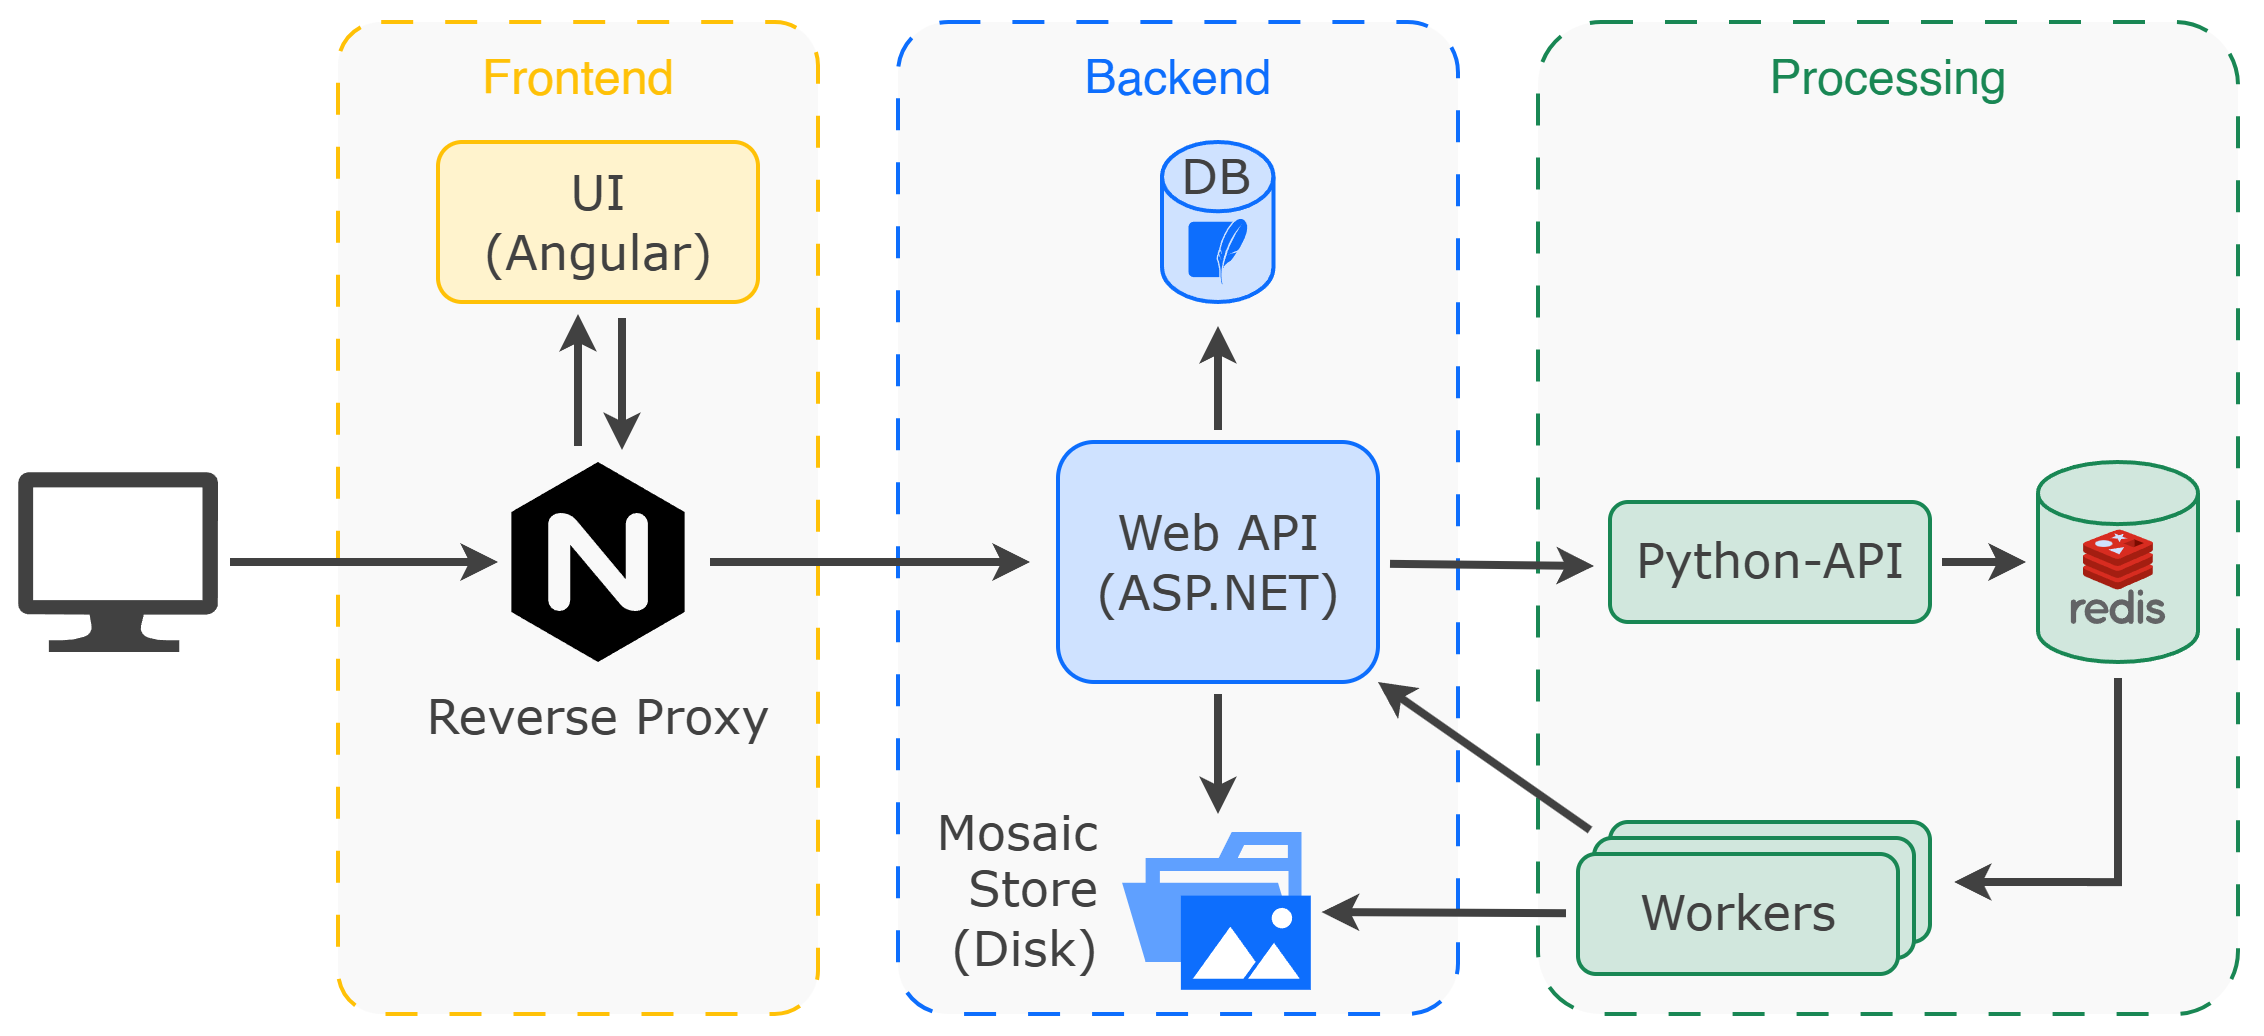 Frontend
UI
(Angular)
N
Reverse Proxy
Backend
DB
Web API
(ASP.NET)
Mosaic
Store
(Disk)
Processing
Python-API
redis
Workers